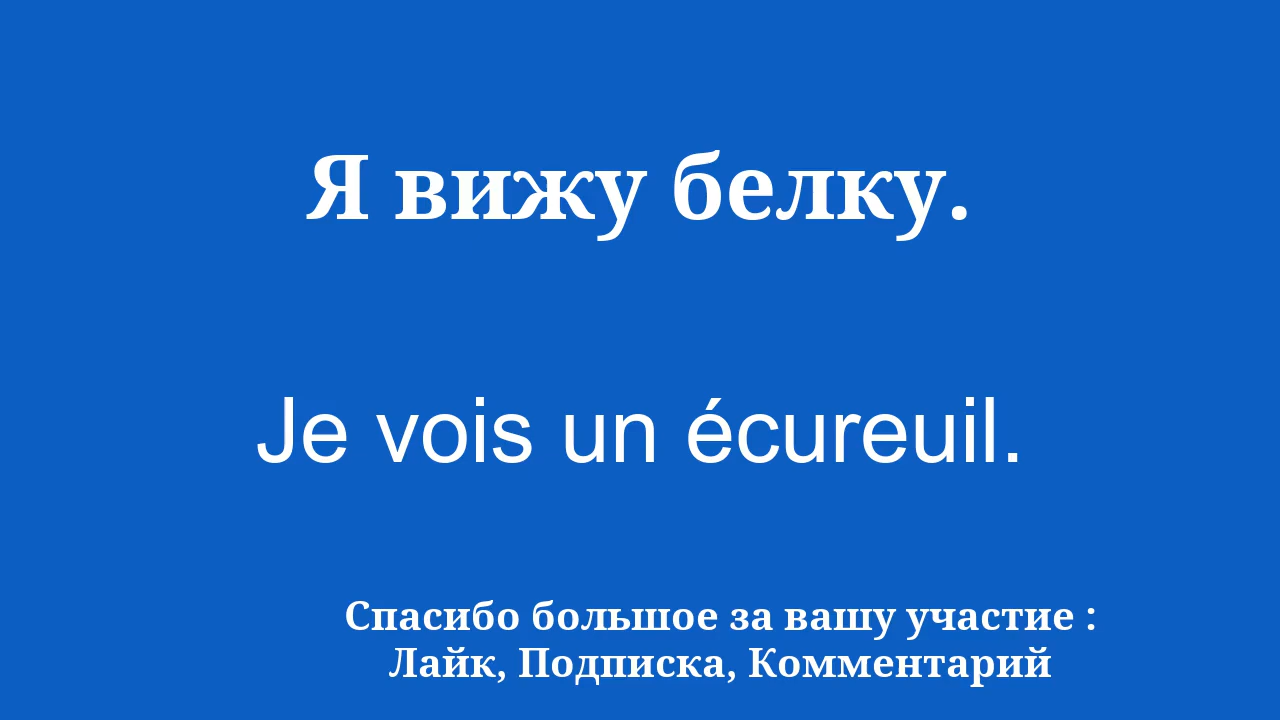 Я вижу белку.
Je vois un écureuil.
Спасибо большое за вашу участие :
Лайк, Подписка, Комментарий